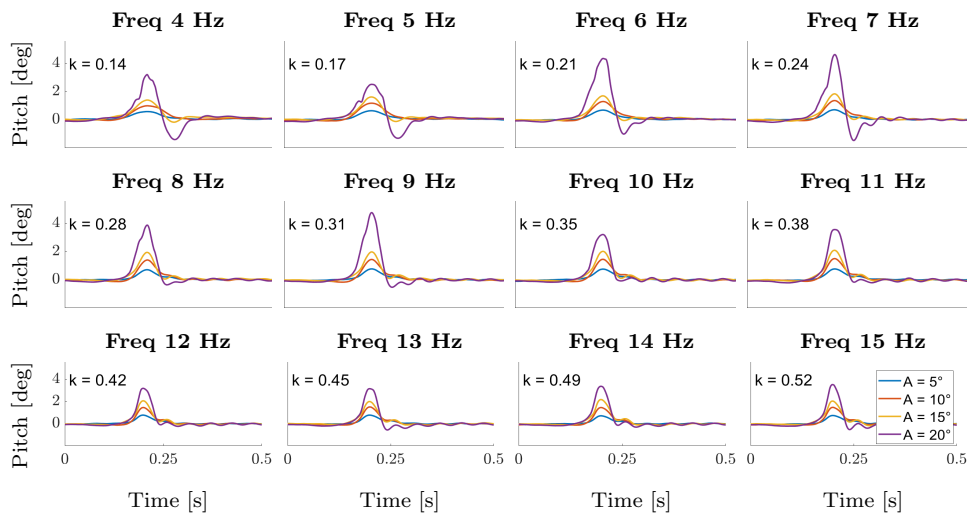 Freq 4 Hz
Freq 5 Hz
Freq 6 Hz
Freq 7 Hz
Pitch [deg]
4
2
0
k = 0.14
k = 0.17
k = 0.21
k = 0.24
Freq 8 Hz
Freq 9 Hz
Freq 10 Hz
Freq 11 Hz
Pitch [deg]
4
2
0
k = 0.28
k = 0.31
k = 0.35
k = 0.38
Freq 12 Hz
Freq 13 Hz
Freq 14 Hz
Freq 15 Hz
Pitch [deg]
4
2
0
k = 0.42
k = 0.45
k = 0.49
k = 0.52
A = 5°
A = 10°
A = 15°
A = 20°
0 0.25 0.5
0.25 0.5
0.25 0.5
0.25 0.5
Time [s]
Time [s]
Time [s]
Time [s]